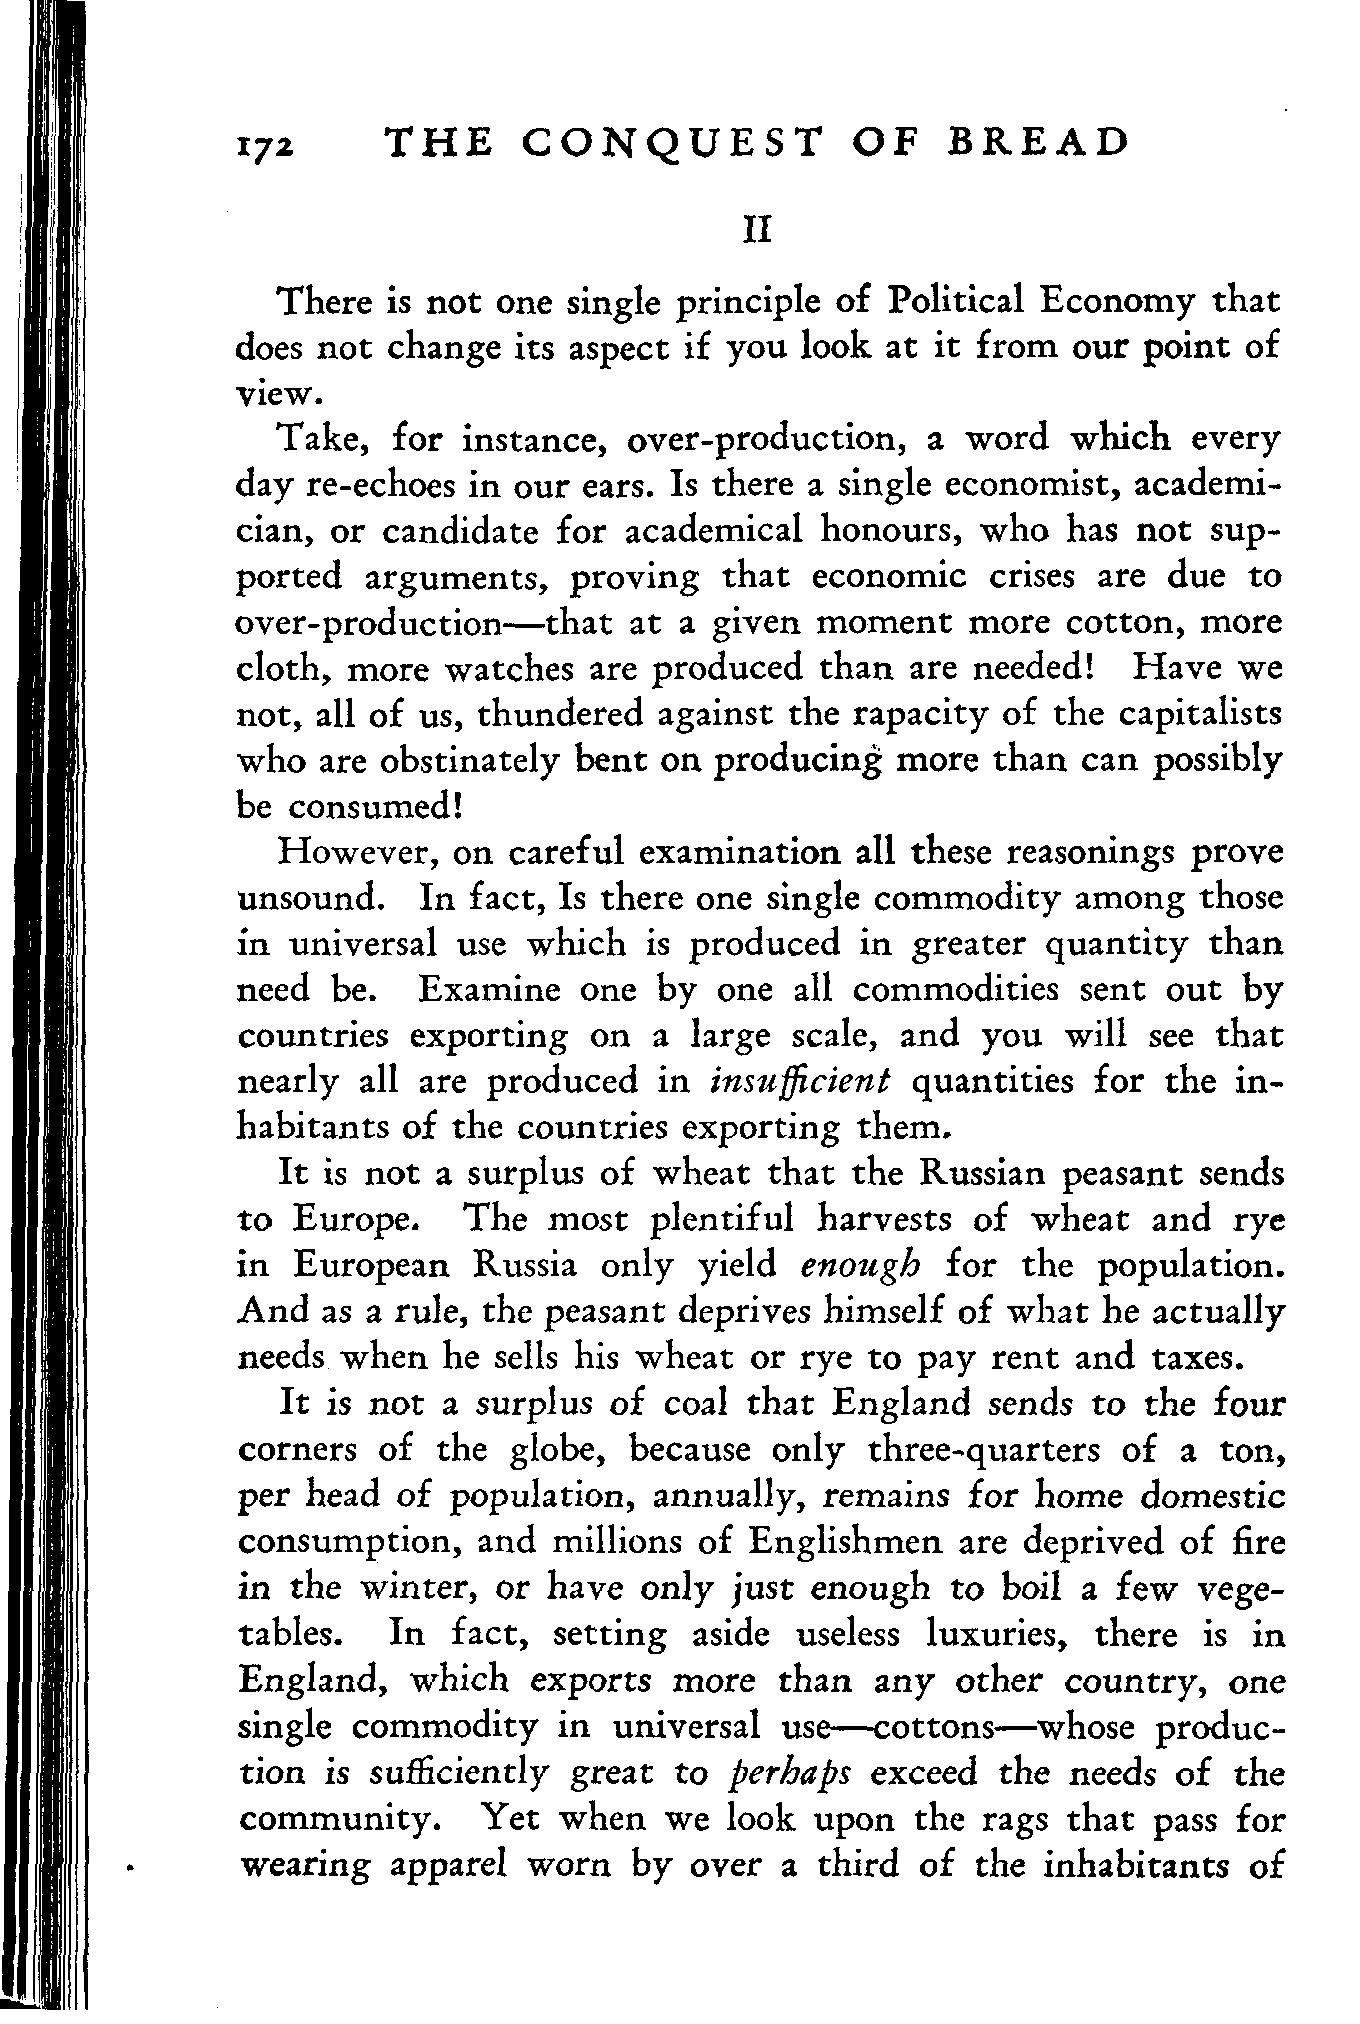 172 THE CONQUEST OF BREAD
II
There is not one single principle of Political Economy that
does not change its aspect if you look at it from our point of
view.
Take, for instance, over-production, a word which every
day re-echoes in our ears. Is there a single economist, academi-
cian, or candidate for academical honours, who has not sup-
ported arguments, proving that economic crises are due to
over-production—that at a given moment more cotton, more
cloth, more watches are produced than are needed! Have we
not, all of us, thundered against the rapacity of the capitalists
who are obstinately bent on producing more than can possibly
be consumed!
However, on careful examination all these reasonings prove
unsound. In fact, Is there one single commodity among those
in universal use which is produced in greater quantity than
need be. Examine one by one all commodities sent out by
countries exporting on a large scale, and you will see that
nearly all are produced in insufficient quantities for the in-
habitants of the countries exporting them.
It is not a surplus of wheat that the Russian peasant sends
to Europe. The most plentiful harvests of wheat and rye
in European Russia only yield enough for the population.
And as a rule, the peasant deprives himself of what he actually
needs when he sells his wheat or rye to pay rent and taxes.
It is not a surplus of coal that England sends to the four
corners of the globe, because only three-quarters of a ton,
per head of population, annually, remains for home domestic
consumption, and millions of Englishmen are deprived of fire
in the winter, or have only just enough to boil a few vege-
tables. In fact, setting aside useless luxuries, there is in
England, which exports more than any other country, one
single commodity in universal use—cottons—whose produc-
tion is sufficiently great to perhaps exceed the needs of the
community. Yet when we look upon the rags that pass for
wearing apparel worn by over a third of the inhabitants of